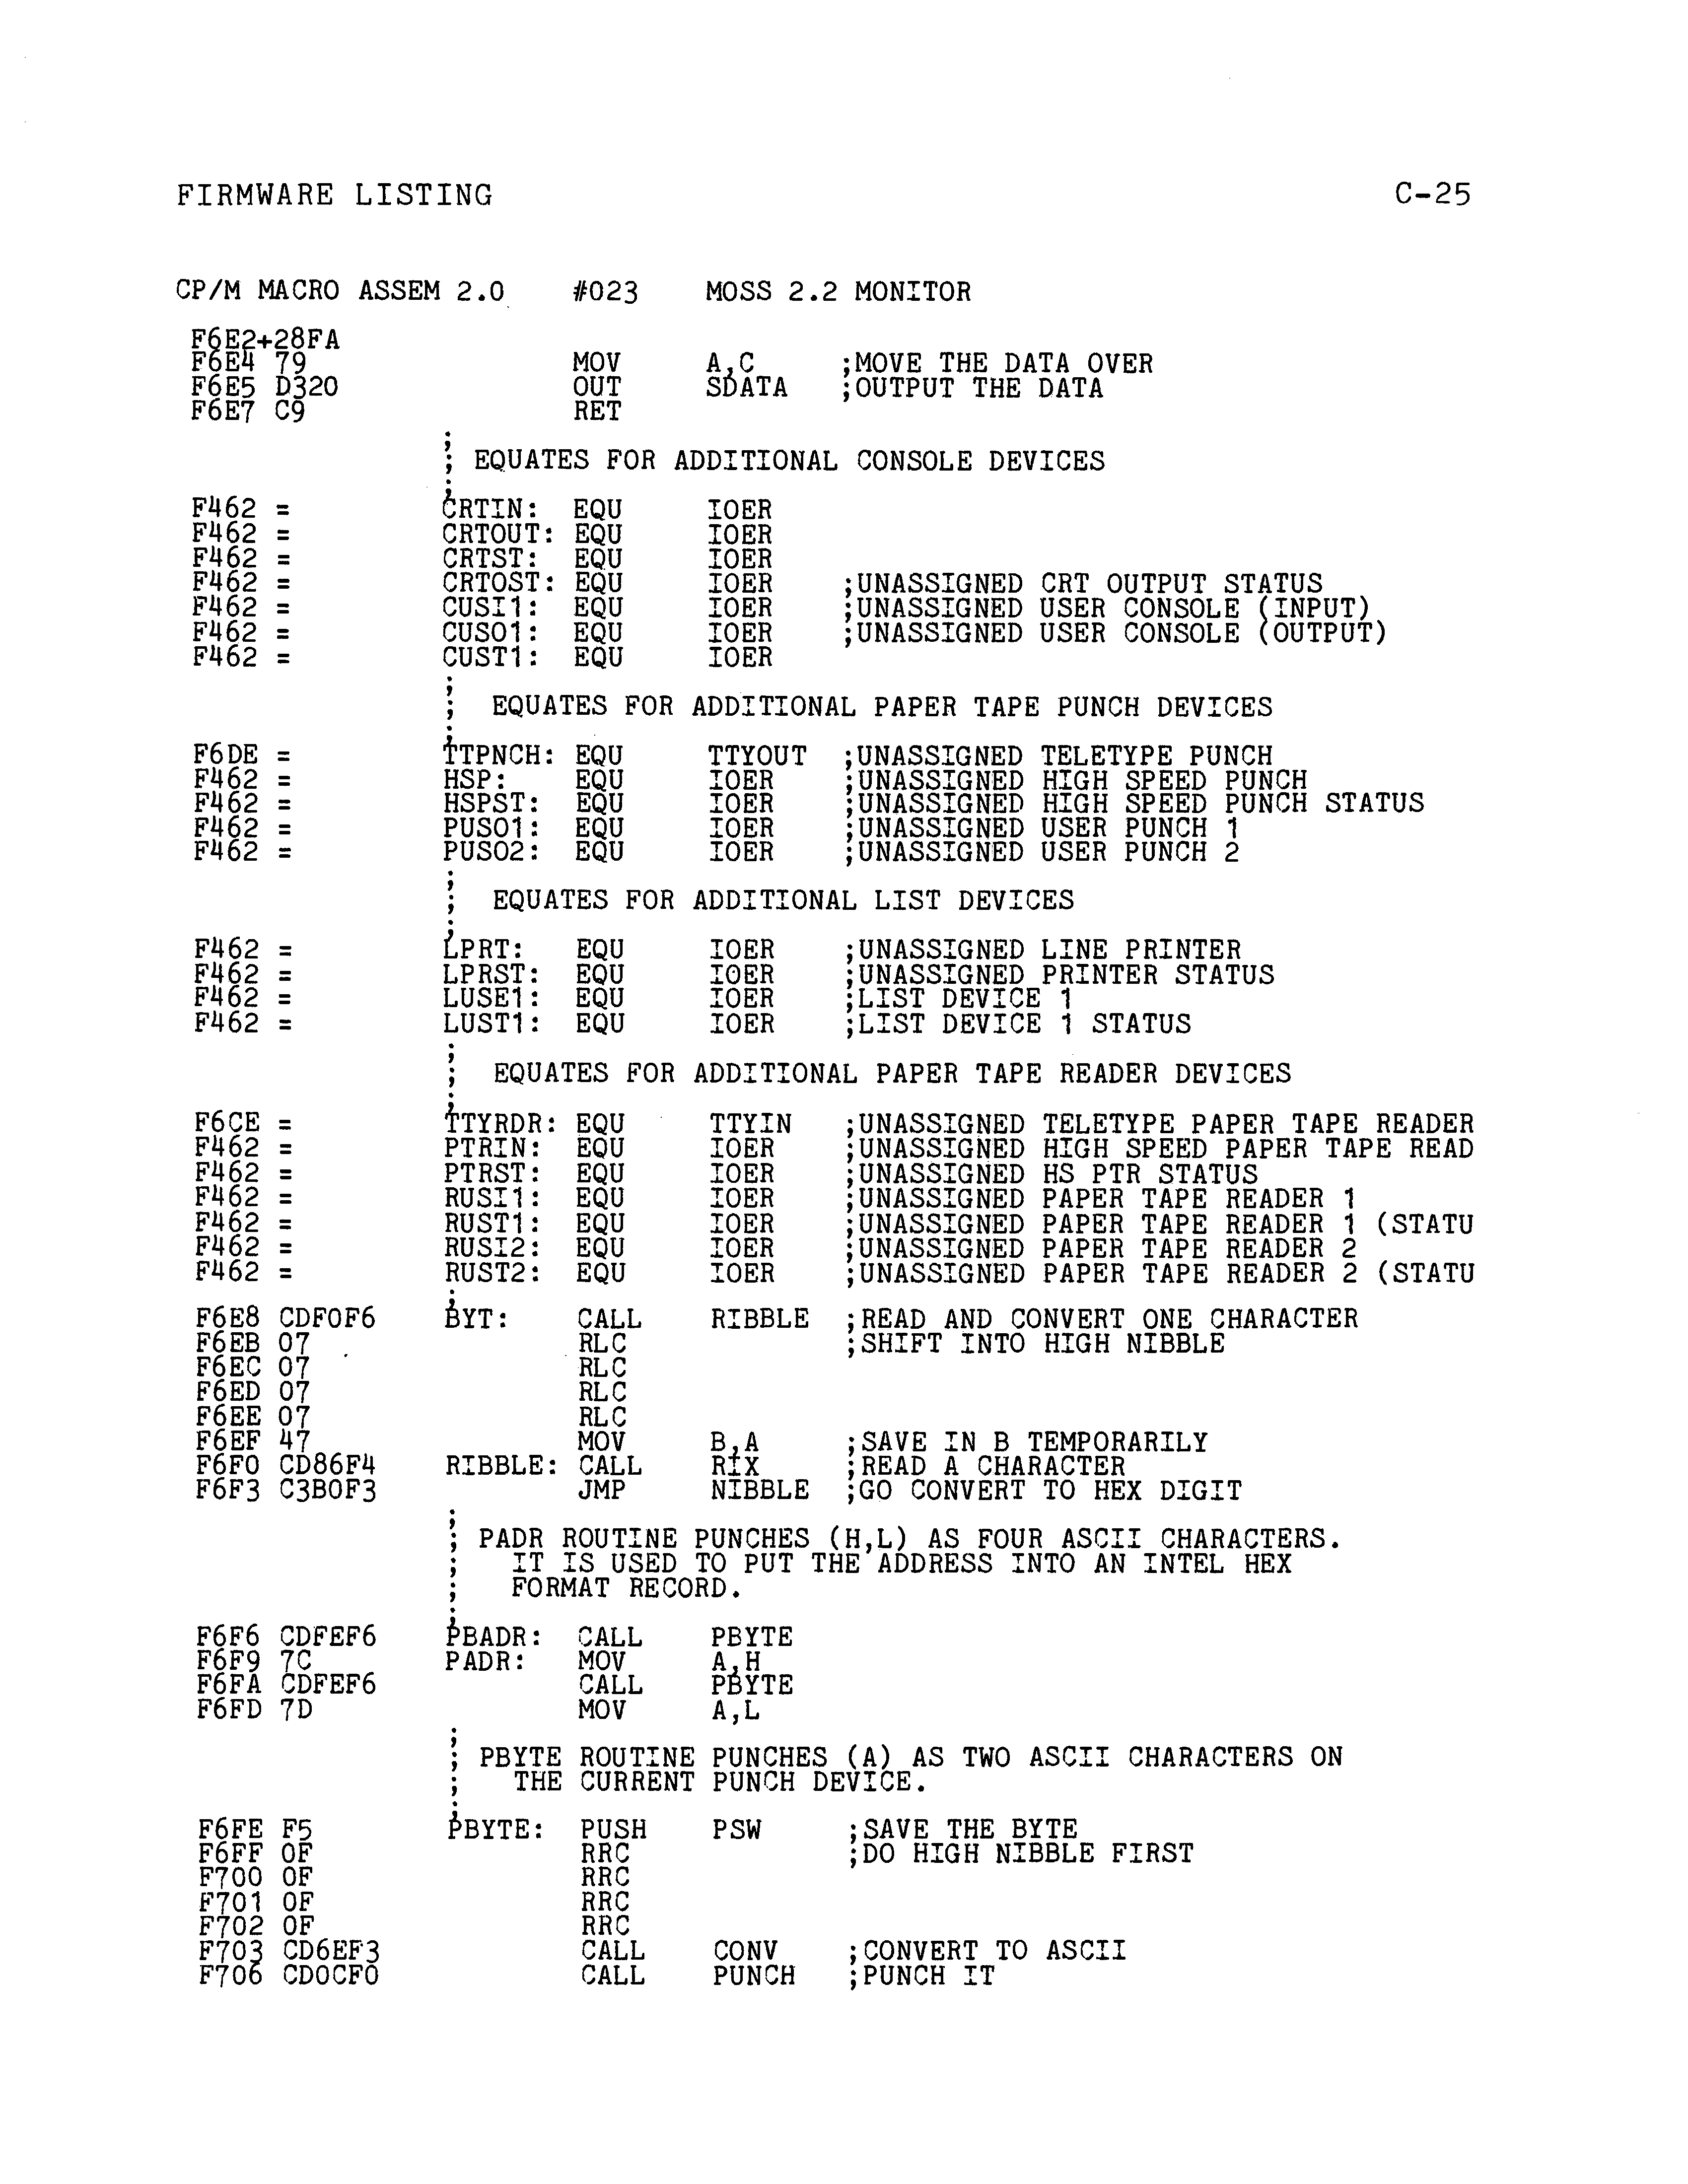 FIRMWARE LISTING C-25
CP/M MACRO ASSEM 2.0 #023 MOSS 2.2 MONITOR
F6E2+28FA
F6E4 79 MOV A,C ;MOVE THE DATA OVER
F6E5 D320 OUT SDATA ;OUTPUT THE DATA
F6E7 C9 RET
;
; EQUATES FOR ADDITIONAL CONSOLE DEVICES
;
F462 = CRTIN: EQU IOER
F462 = CRTOUT: EQU IOER
F462 = CRTST: EQU IOER
F462 = CRTOST: EQU IOER ;UNASSIGNED CRT OUTPUT STATUS
F462 = CUSI1: EQU IOER ;UNASSIGNED USER CONSOLE (INPUT)
F462 = CUSO1: EQU IOER ;UNASSIGNED USER CONSOLE (OUTPUT)
F462 = CUST1: EQU IOER
;
; EQUATES FOR ADDITIONAL PAPER TAPE PUNCH DEVICES
;
F6DE = TTPNCH: EQU TTYOUT ;UNASSIGNED TELETYPE PUNCH
F462 = HSP: EQU IOER ;UNASSIGNED HIGH SPEED PUNCH
F462 = HSPST: EQU IOER ;UNASSIGNED HIGH SPEED PUNCH STATUS
F462 = PUSO1: EQU IOER ;UNASSIGNED USER PUNCH 1
F462 = PUSO2: EQU IOER ;UNASSIGNED USER PUNCH 2
;
; EQUATES FOR ADDITIONAL LIST DEVICES
;
F462 = LPRT: EQU IOER ;UNASSIGNED LINE PRINTER
F462 = LPRST: EQU IOER ;UNASSIGNED PRINTER STATUS
F462 = LUSE1: EQU IOER ;LIST DEVICE 1
F462 = LUST1: EQU IOER ;LIST DEVICE 1 STATUS
;
; EQUATES FOR ADDITIONAL PAPER TAPE READER DEVICES
;
F6CE = TTYRDR: EQU TTYIN ;UNASSIGNED TELETYPE PAPER TAPE READER
F462 = PTRIN: EQU IOER ;UNASSIGNED HIGH SPEED PAPER TAPE READ
F462 = PTRST: EQU IOER ;UNASSIGNED HS PTR STATUS
F462 = RUSI1: EQU IOER ;UNASSIGNED PAPER TAPE READER 1
F462 = RUST1: EQU IOER ;UNASSIGNED PAPER TAPE READER 1 (STATU
F462 = RUSI2: EQU IOER ;UNASSIGNED PAPER TAPE READER 2
F462 = RUST2: EQU IOER ;UNASSIGNED PAPER TAPE READER 2 (STATU
;
F6E8 CDF0F6 BYT: CALL RIBBLE ;READ AND CONVERT ONE CHARACTER
F6EB 07 RLC ;SHIFT INTO HIGH NIBBLE
F6EC 07 RLC
F6ED 07 RLC
F6EE 07 RLC
F6EF 47 MOV B,A ;SAVE IN B TEMPORARILY
F6F0 CD86F4 RIBBLE: CALL RIX ;READ A CHARACTER
F6F3 C3B0F3 JMP NIBBLE ;GO CONVERT TO HEX DIGIT
;
; PADR ROUTINE PUNCHES (H,L) AS FOUR ASCII CHARACTERS.
; IT IS USED TO PUT THE ADDRESS INTO AN INTEL HEX
; FORMAT RECORD.
;
F6F6 CDFEF6 PBADR: CALL PBYTE
F6F9 7C PADR: MOV A,H
F6FA CDFEF6 CALL PBYTE
F6FD 7D MOV A,L
;
; PBYTE ROUTINE PUNCHES (A) AS TWO ASCII CHARACTERS ON
; THE CURRENT PUNCH DEVICE.
;
F6FE F5 PBYTE: PUSH PSW ;SAVE THE BYTE
F6FF 0F RRC ;DO HIGH NIBBLE FIRST
F700 0F RRC
F701 0F RRC
F702 0F RRC
F703 CD6EF3 CALL CONV ;CONVERT TO ASCII
F706 CD0CF0 CALL PUNCH ;PUNCH IT